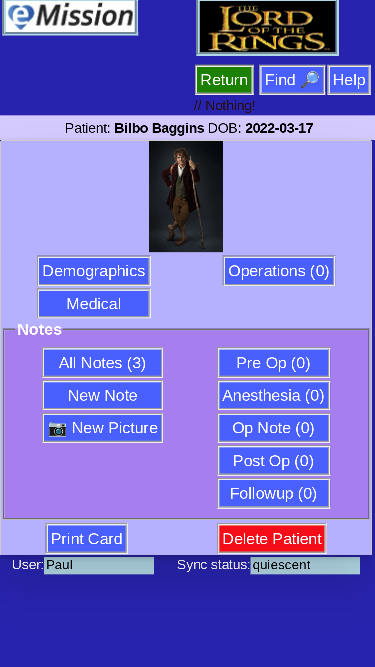 eMission
THE
LORD
OF THE
RINGS
Return
Find 🔎
Help
// Nothing!
Patient: Bilbo Baggins DOB: 2022-03-17
Demographics
Operations (0)
Medical
Notes
All Notes (3)
Pre Op (0)
New Note
Anesthesia (0)
📷 New Picture
Op Note (0)
Post Op (0)
Followup (0)
Print Card
Delete Patient
User: Paul
Sync status: quiescent